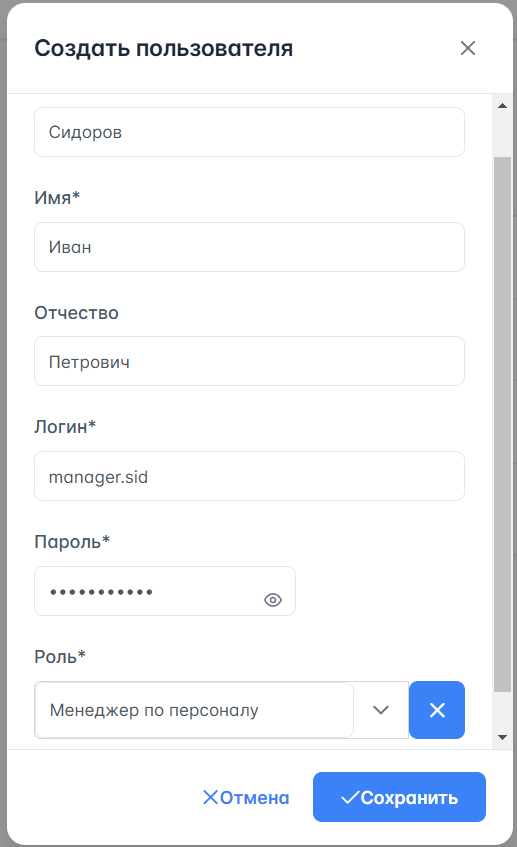 Создать пользователя
Сидоров
Имя*
Иван
Отчество
Петрович
Логин*
manager.sid
Пароль*
•••••••••••
Роль*
Менеджер по персоналу
Отмена
Сохранить